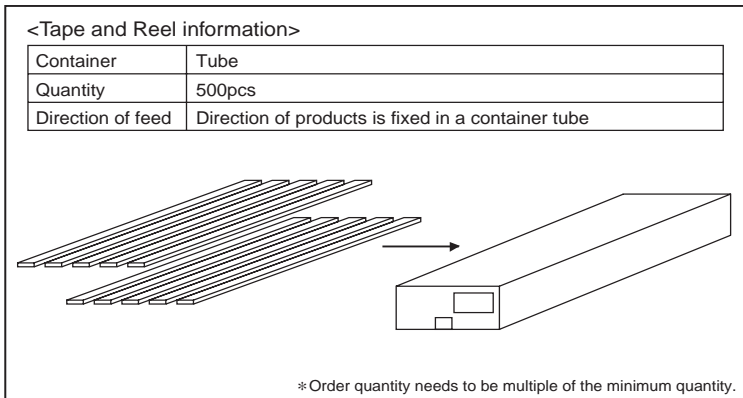 <Tape and Reel information>
Container Tube
Quantity 500pcs
Direction of feed Direction of products is fixed in a container tube
∗Order quantity needs to be multiple of the minimum quantity.